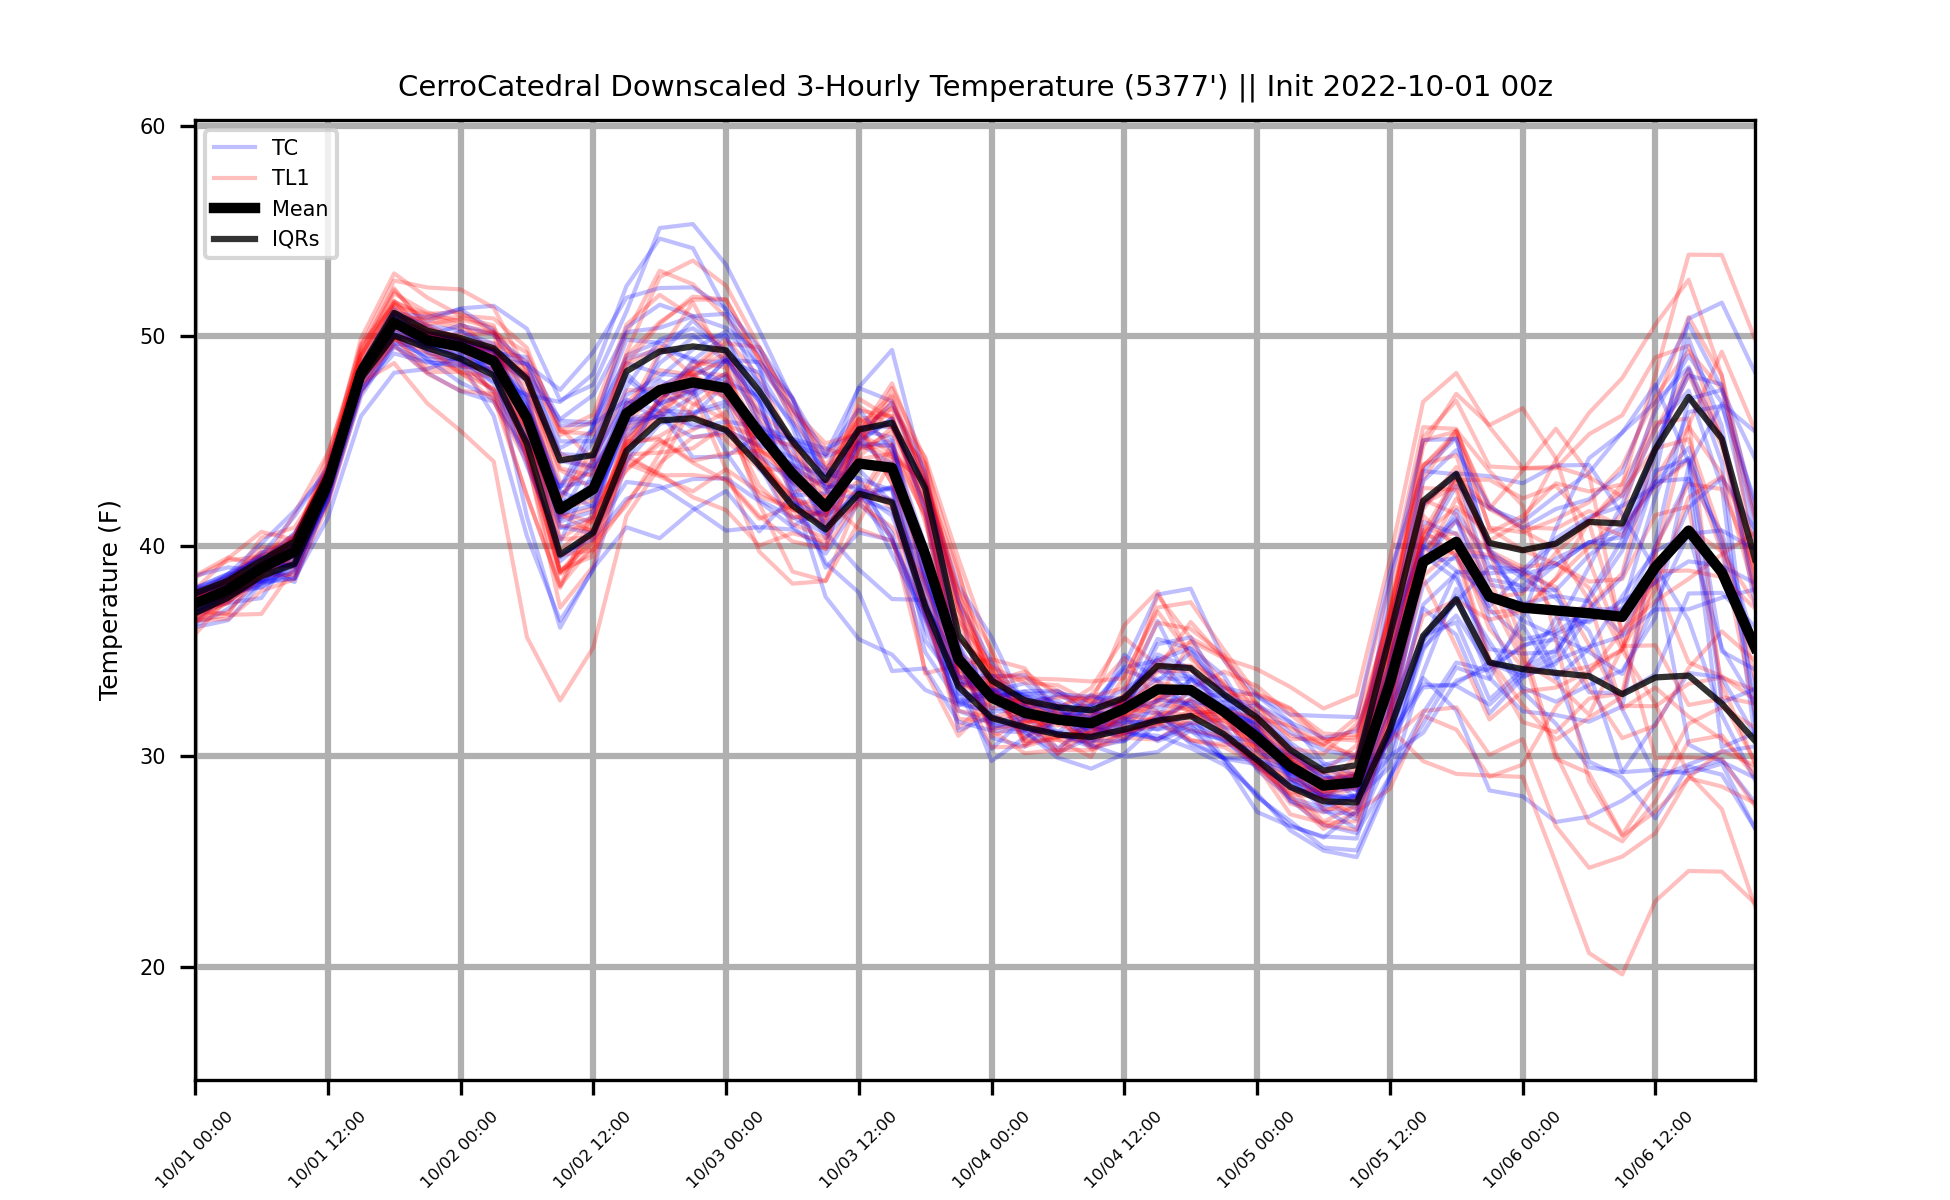 CerroCatedral Downscaled 3-Hourly Temperature (5377') || Init 2022-10-01 00z
60
50
40
30
20
Temperature (F)
TC
TL1
Mean
IQRs
10/01 00:00
10/01 12:00
10/02 00:00
10/02 12:00
10/03 00:00
10/03 12:00
10/04 00:00
10/04 12:00
10/05 00:00
10/05 12:00
10/06 00:00
10/06 12:00